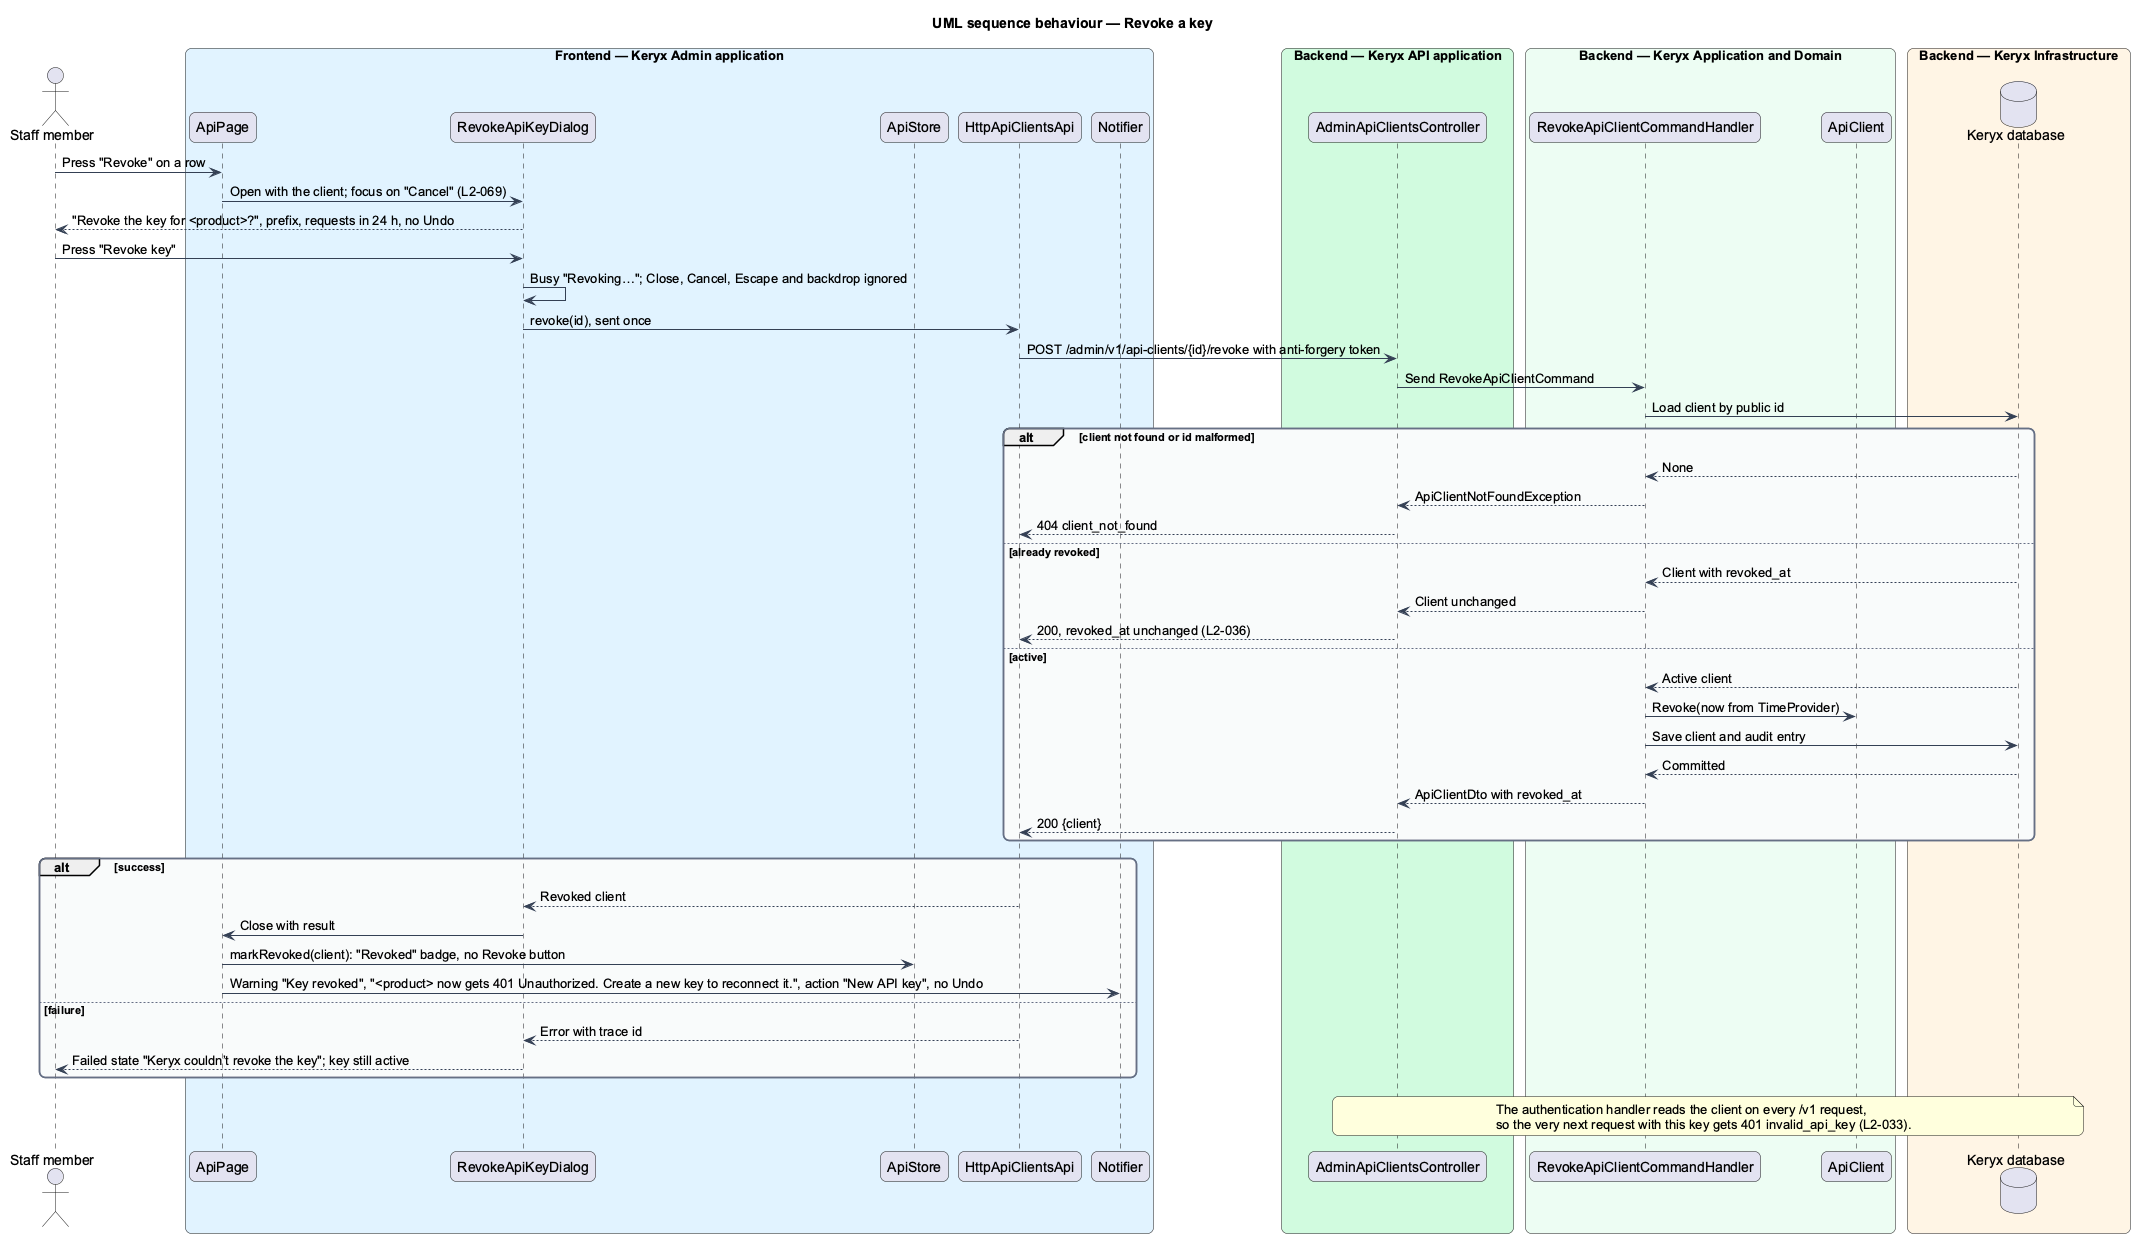 UML sequence behaviour — Revoke a key
Frontend — Keryx Admin application
Backend — Keryx API application
Backend — Keryx Application and Domain
Backend — Keryx Infrastructure
Staff member
ApiPage
RevokeApiKeyDialog
ApiStore
HttpApiClientsApi
Notifier
AdminApiClientsController
RevokeApiClientCommandHandler
ApiClient
Keryx database
Press "Revoke" on a row
Open with the client; focus on "Cancel" (L2-069)
"Revoke the key for <product>?", prefix, requests in 24 h, no Undo
Press "Revoke key"
Busy "Revoking…"; Close, Cancel, Escape and backdrop ignored
revoke(id), sent once
POST /admin/v1/api-clients/{id}/revoke with anti-forgery token
Send RevokeApiClientCommand
Load client by public id
alt
[client not found or id malformed]
None
ApiClientNotFoundException
404 client_not_found
[already revoked]
Client with revoked_at
Client unchanged
200, revoked_at unchanged (L2-036)
[active]
Active client
Revoke(now from TimeProvider)
Save client and audit entry
Committed
ApiClientDto with revoked_at
200 {client}
alt
[success]
Revoked client
Close with result
markRevoked(client): "Revoked" badge, no Revoke button
Warning "Key revoked", "<product> now gets 401 Unauthorized. Create a new key to reconnect it.", action "New API key", no Undo
[failure]
Error with trace id
Failed state "Keryx couldn't revoke the key"; key still active
The authentication handler reads the client on every /v1 request,
so the very next request with this key gets 401 invalid_api_key (L2-033).
Staff member
ApiPage
RevokeApiKeyDialog
ApiStore
HttpApiClientsApi
Notifier
AdminApiClientsController
RevokeApiClientCommandHandler
ApiClient
Keryx database